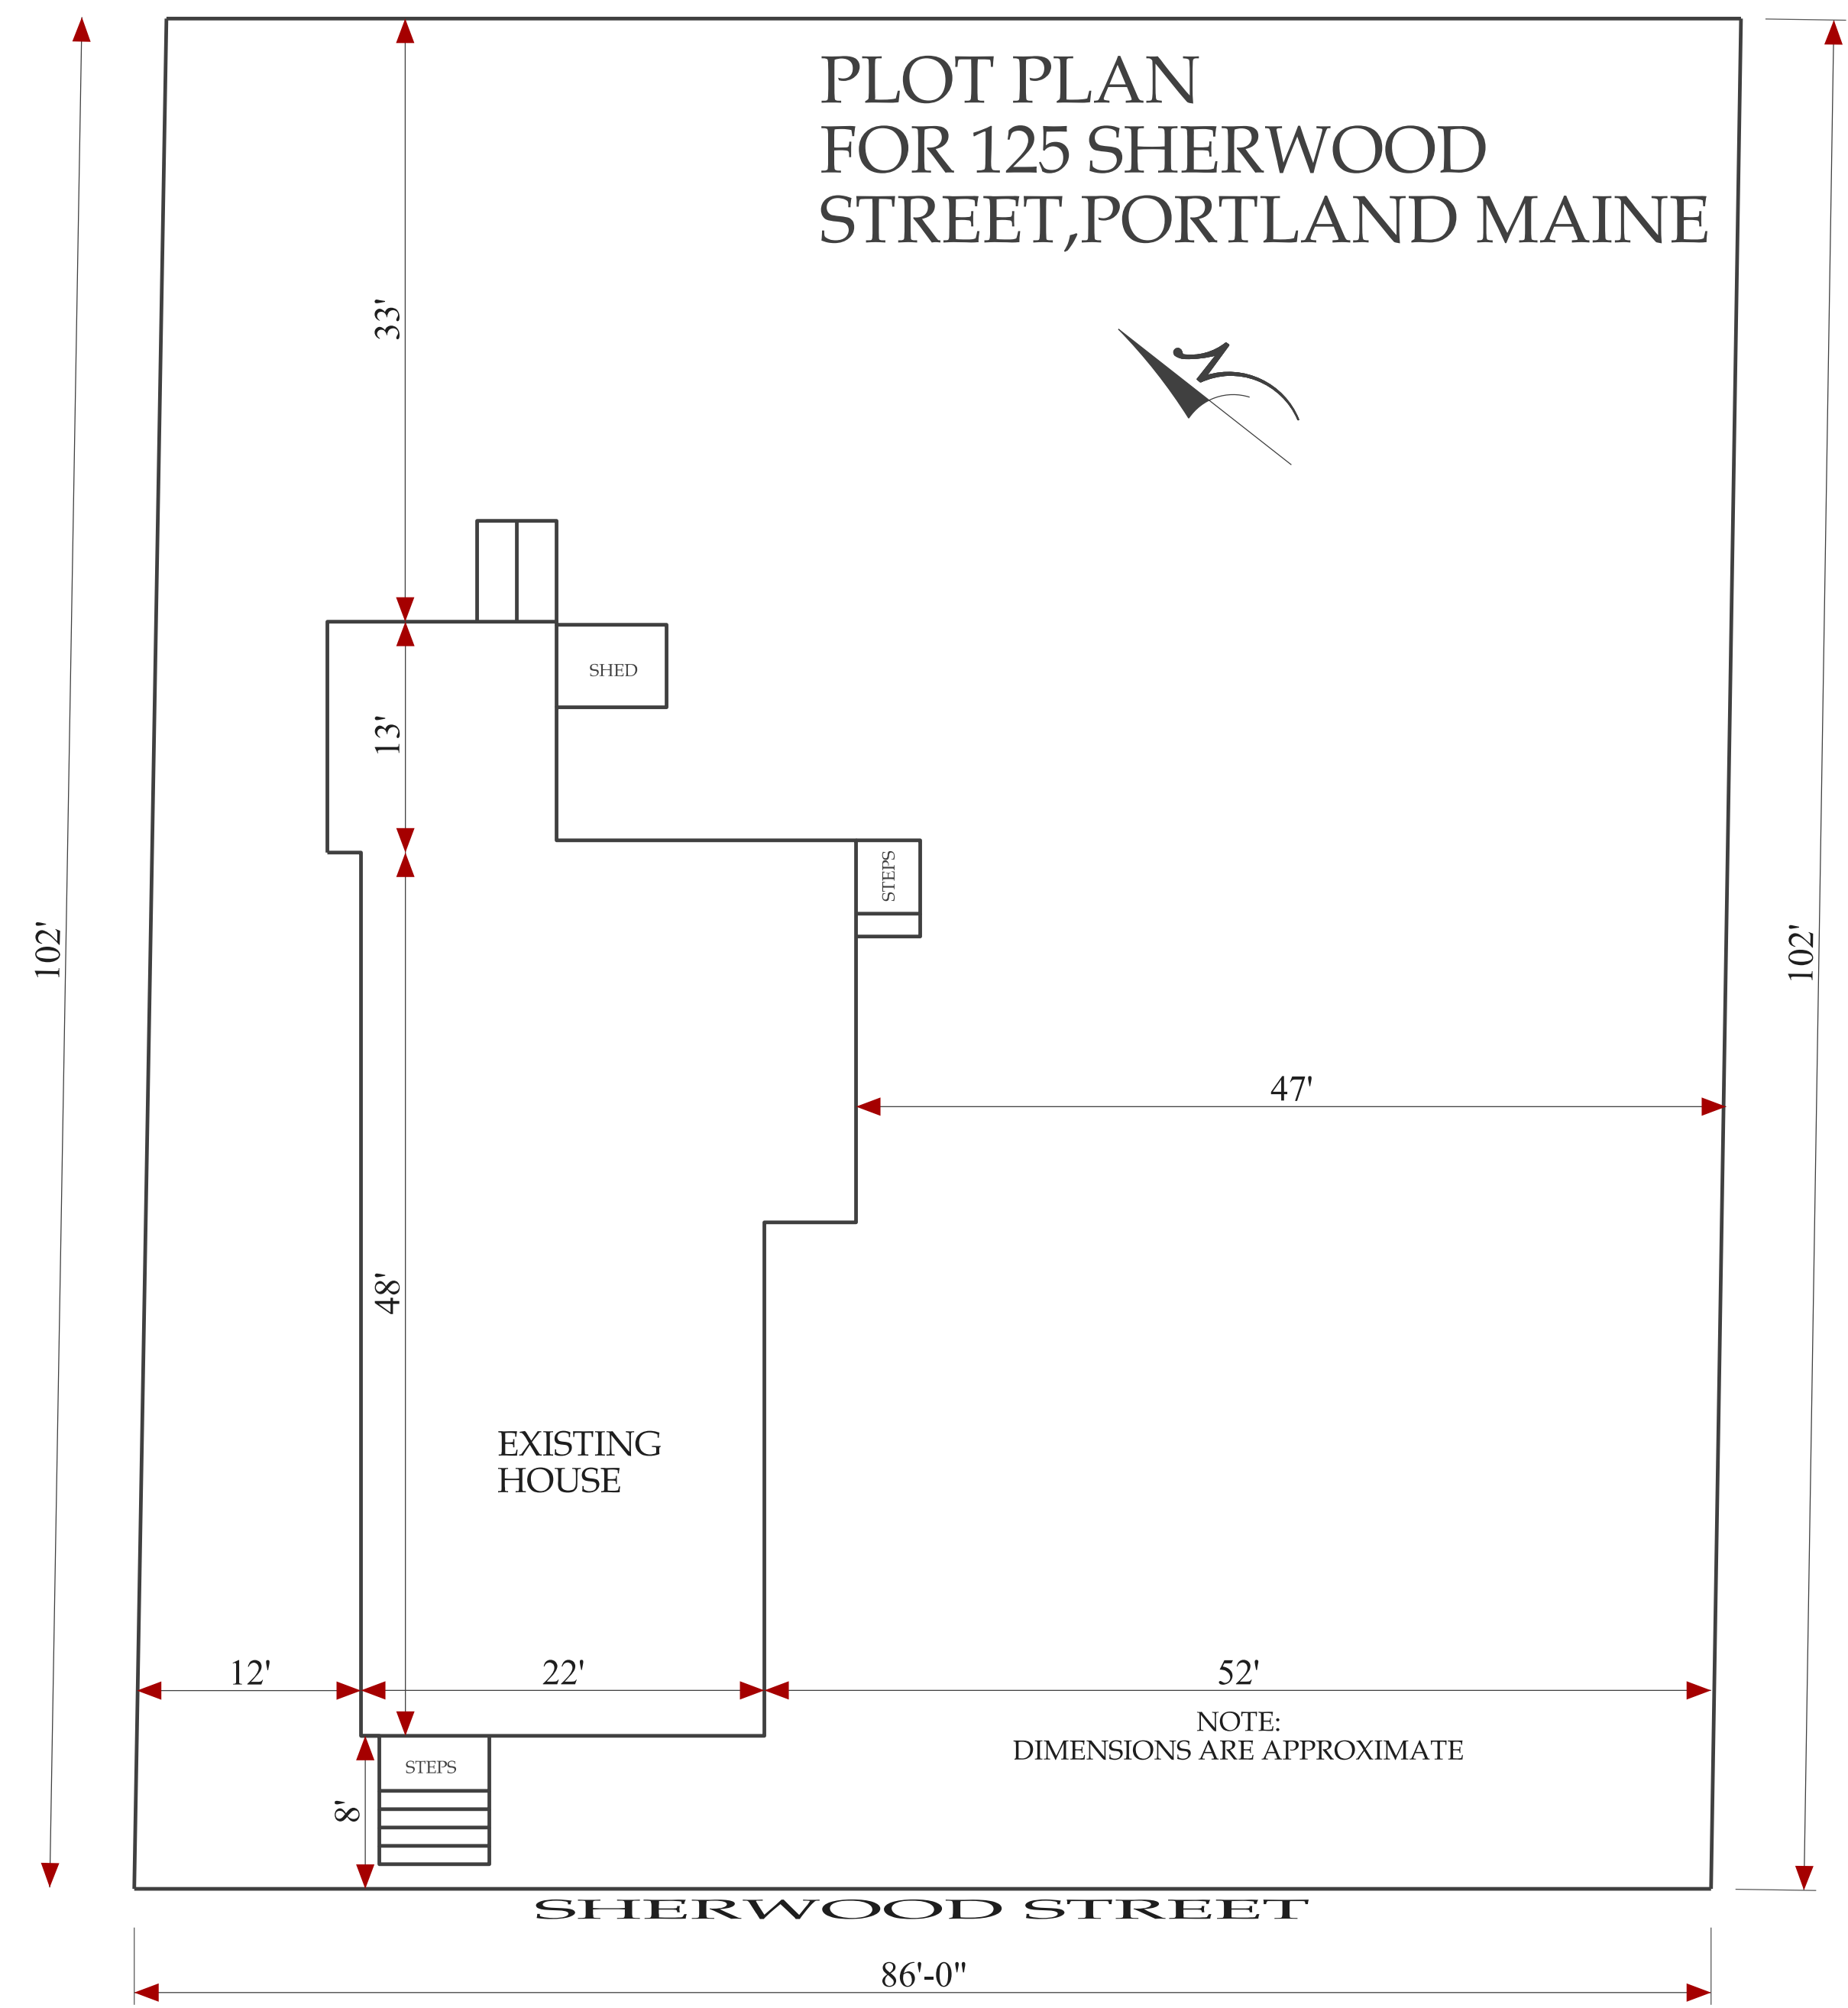 PLOT PLAN
FOR 125 SHERWOOD
STREET,PORTLAND MAINE
N
33'
SHED
13'
STEPS
102'
102'
47'
48'
EXISTING
HOUSE
12'
22'
52'
NOTE:
DIMENSIONS ARE APPROXIMATE
STEPS
8'
SHERWOOD STREET
86'-0"